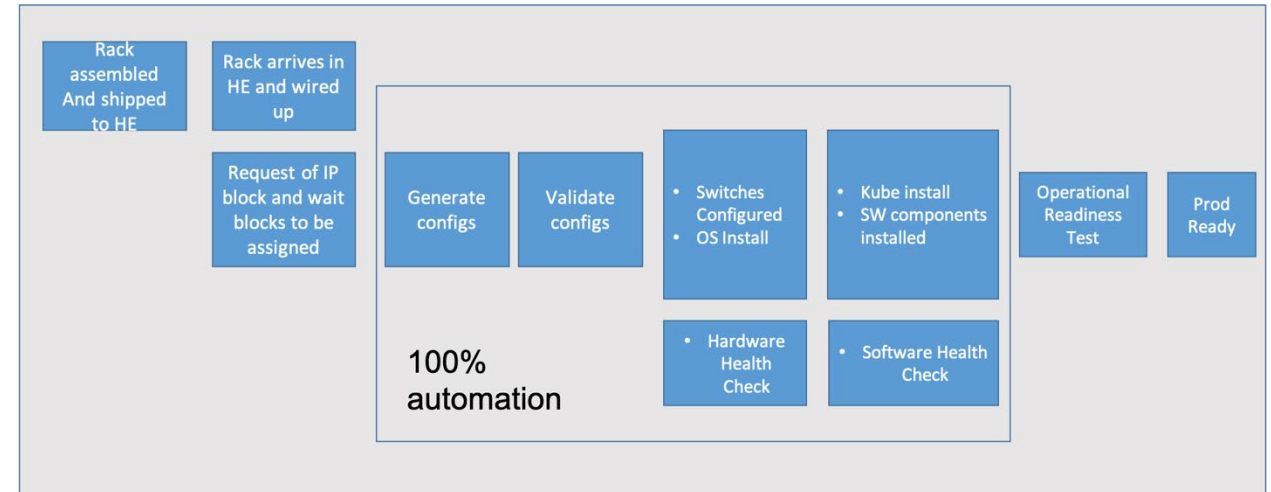 Rack
assembled
And shipped
to HE
Rack arrives in
HE and wired
up
Request of IP
block and wait
blocks to be
assigned
Generate
configs
Validate
configs
• Switches
Configured
• OS Install
• Kube install
• SW components
installed
• Hardware
Health
Check
• Software Health
Check
100%
automation
Operational
Readiness
Test
Prod
Ready